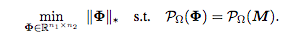 min_{Φ∈ℝ^{n₁×n₂}} ‖Φ‖_* s.t. 𝒫_Ω(Φ) = 𝒫_Ω(M).